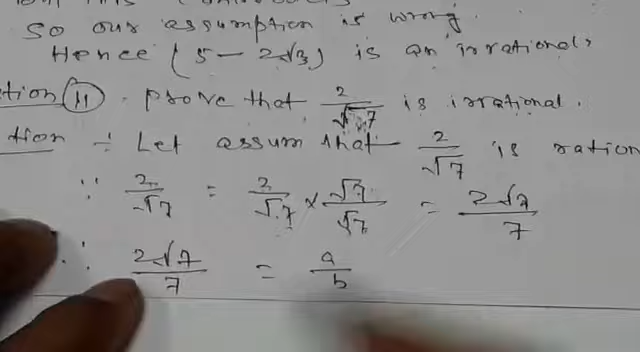 So our assumption is wrong.
Hence (5 - 2√3) is an irrational.
tion (11) . prove that 2/√7 is irrational.
tion ÷ Let assum that 2/√7 is ration
∵ 2/√7 = 2/√7 × √7/√7 = 2√7/7
∴ 2√7/7 = a/b